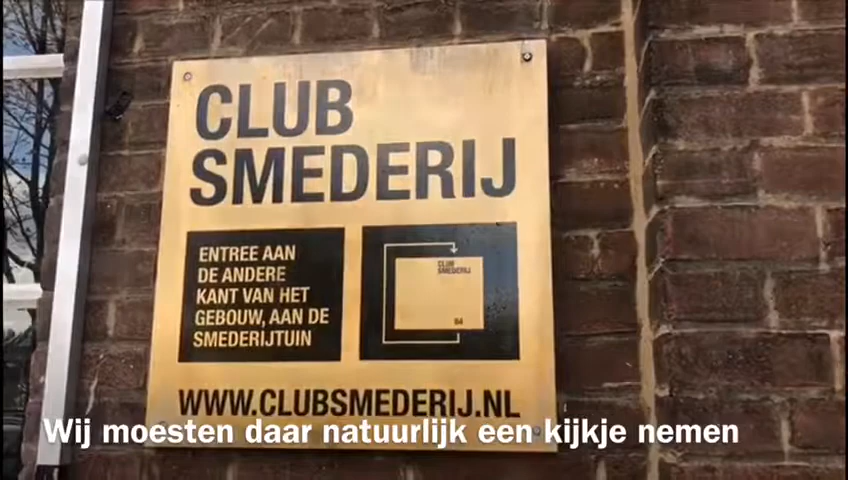 CLUB
SMEDERIJ
ENTREE AAN
DE ANDERE
KANT VAN HET
GEBOUW, AAN DE
SMEDERIJTUIN
CLUB
SMEDERIJ
WWW.CLUBSMEDERIJ.NL
Wij moesten daar natuurlijk een kijkje nemen